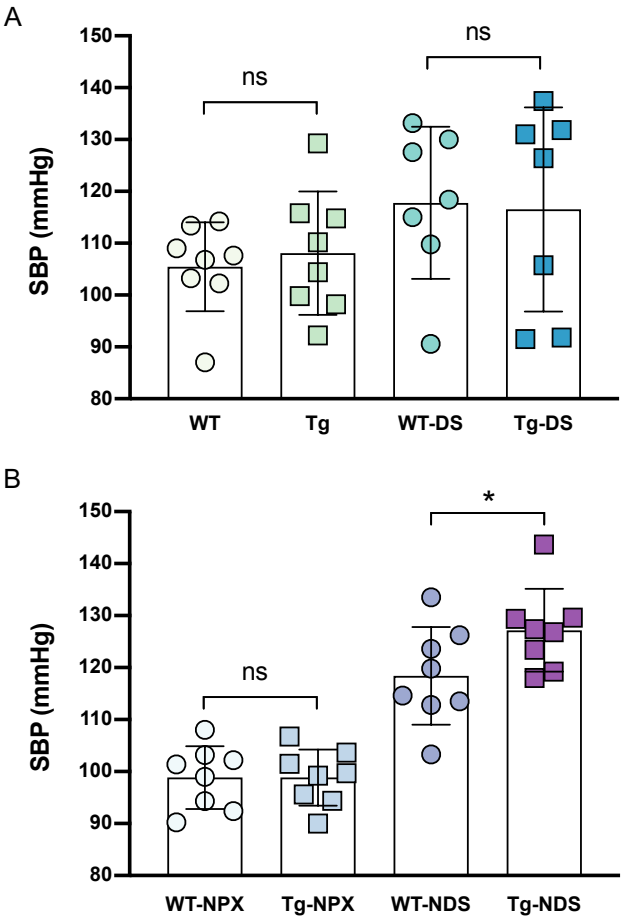 A
SBP (mmHg)
150
140
130
120
110
100
90
80
ns
ns
WT
Tg
WT-DS
Tg-DS
B
SBP (mmHg)
150
140
130
120
110
100
90
80
ns
*
WT-NPX
Tg-NPX
WT-NDS
Tg-NDS